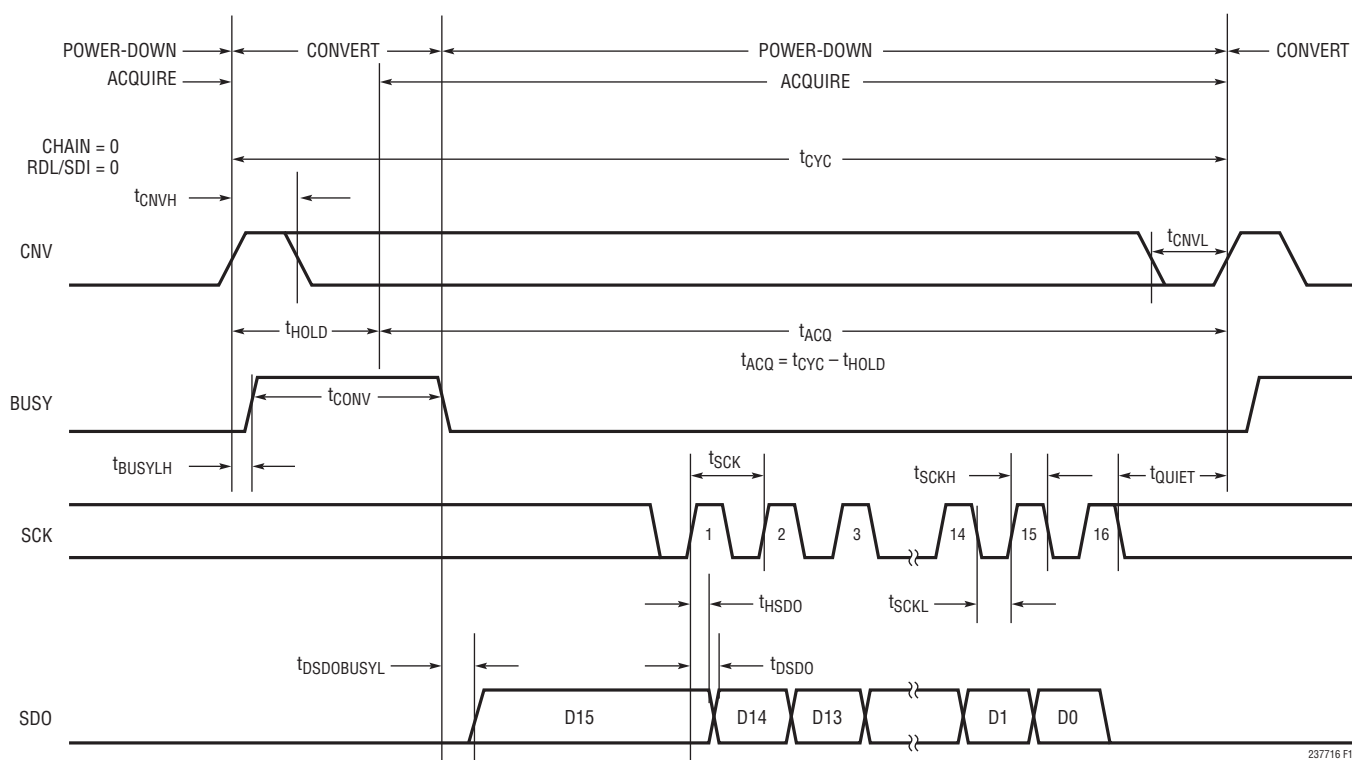 POWER-DOWN CONVERT POWER-DOWN CONVERT
ACQUIRE ACQUIRE
CHAIN = 0
RDL/SDI = 0
tCYC
tCNVH
CNV
tCNVL
tHOLD tACQ
tACQ = tCYC – tHOLD
BUSY
tCONV
tBUSYLH
tSCK tSCKH tQUIET
SCK 1 2 3 14 15 16
tHSDO tSCKL
tDSDOBUSYL tDSDO
SDO D15 D14 D13 D1 D0
237716 F1